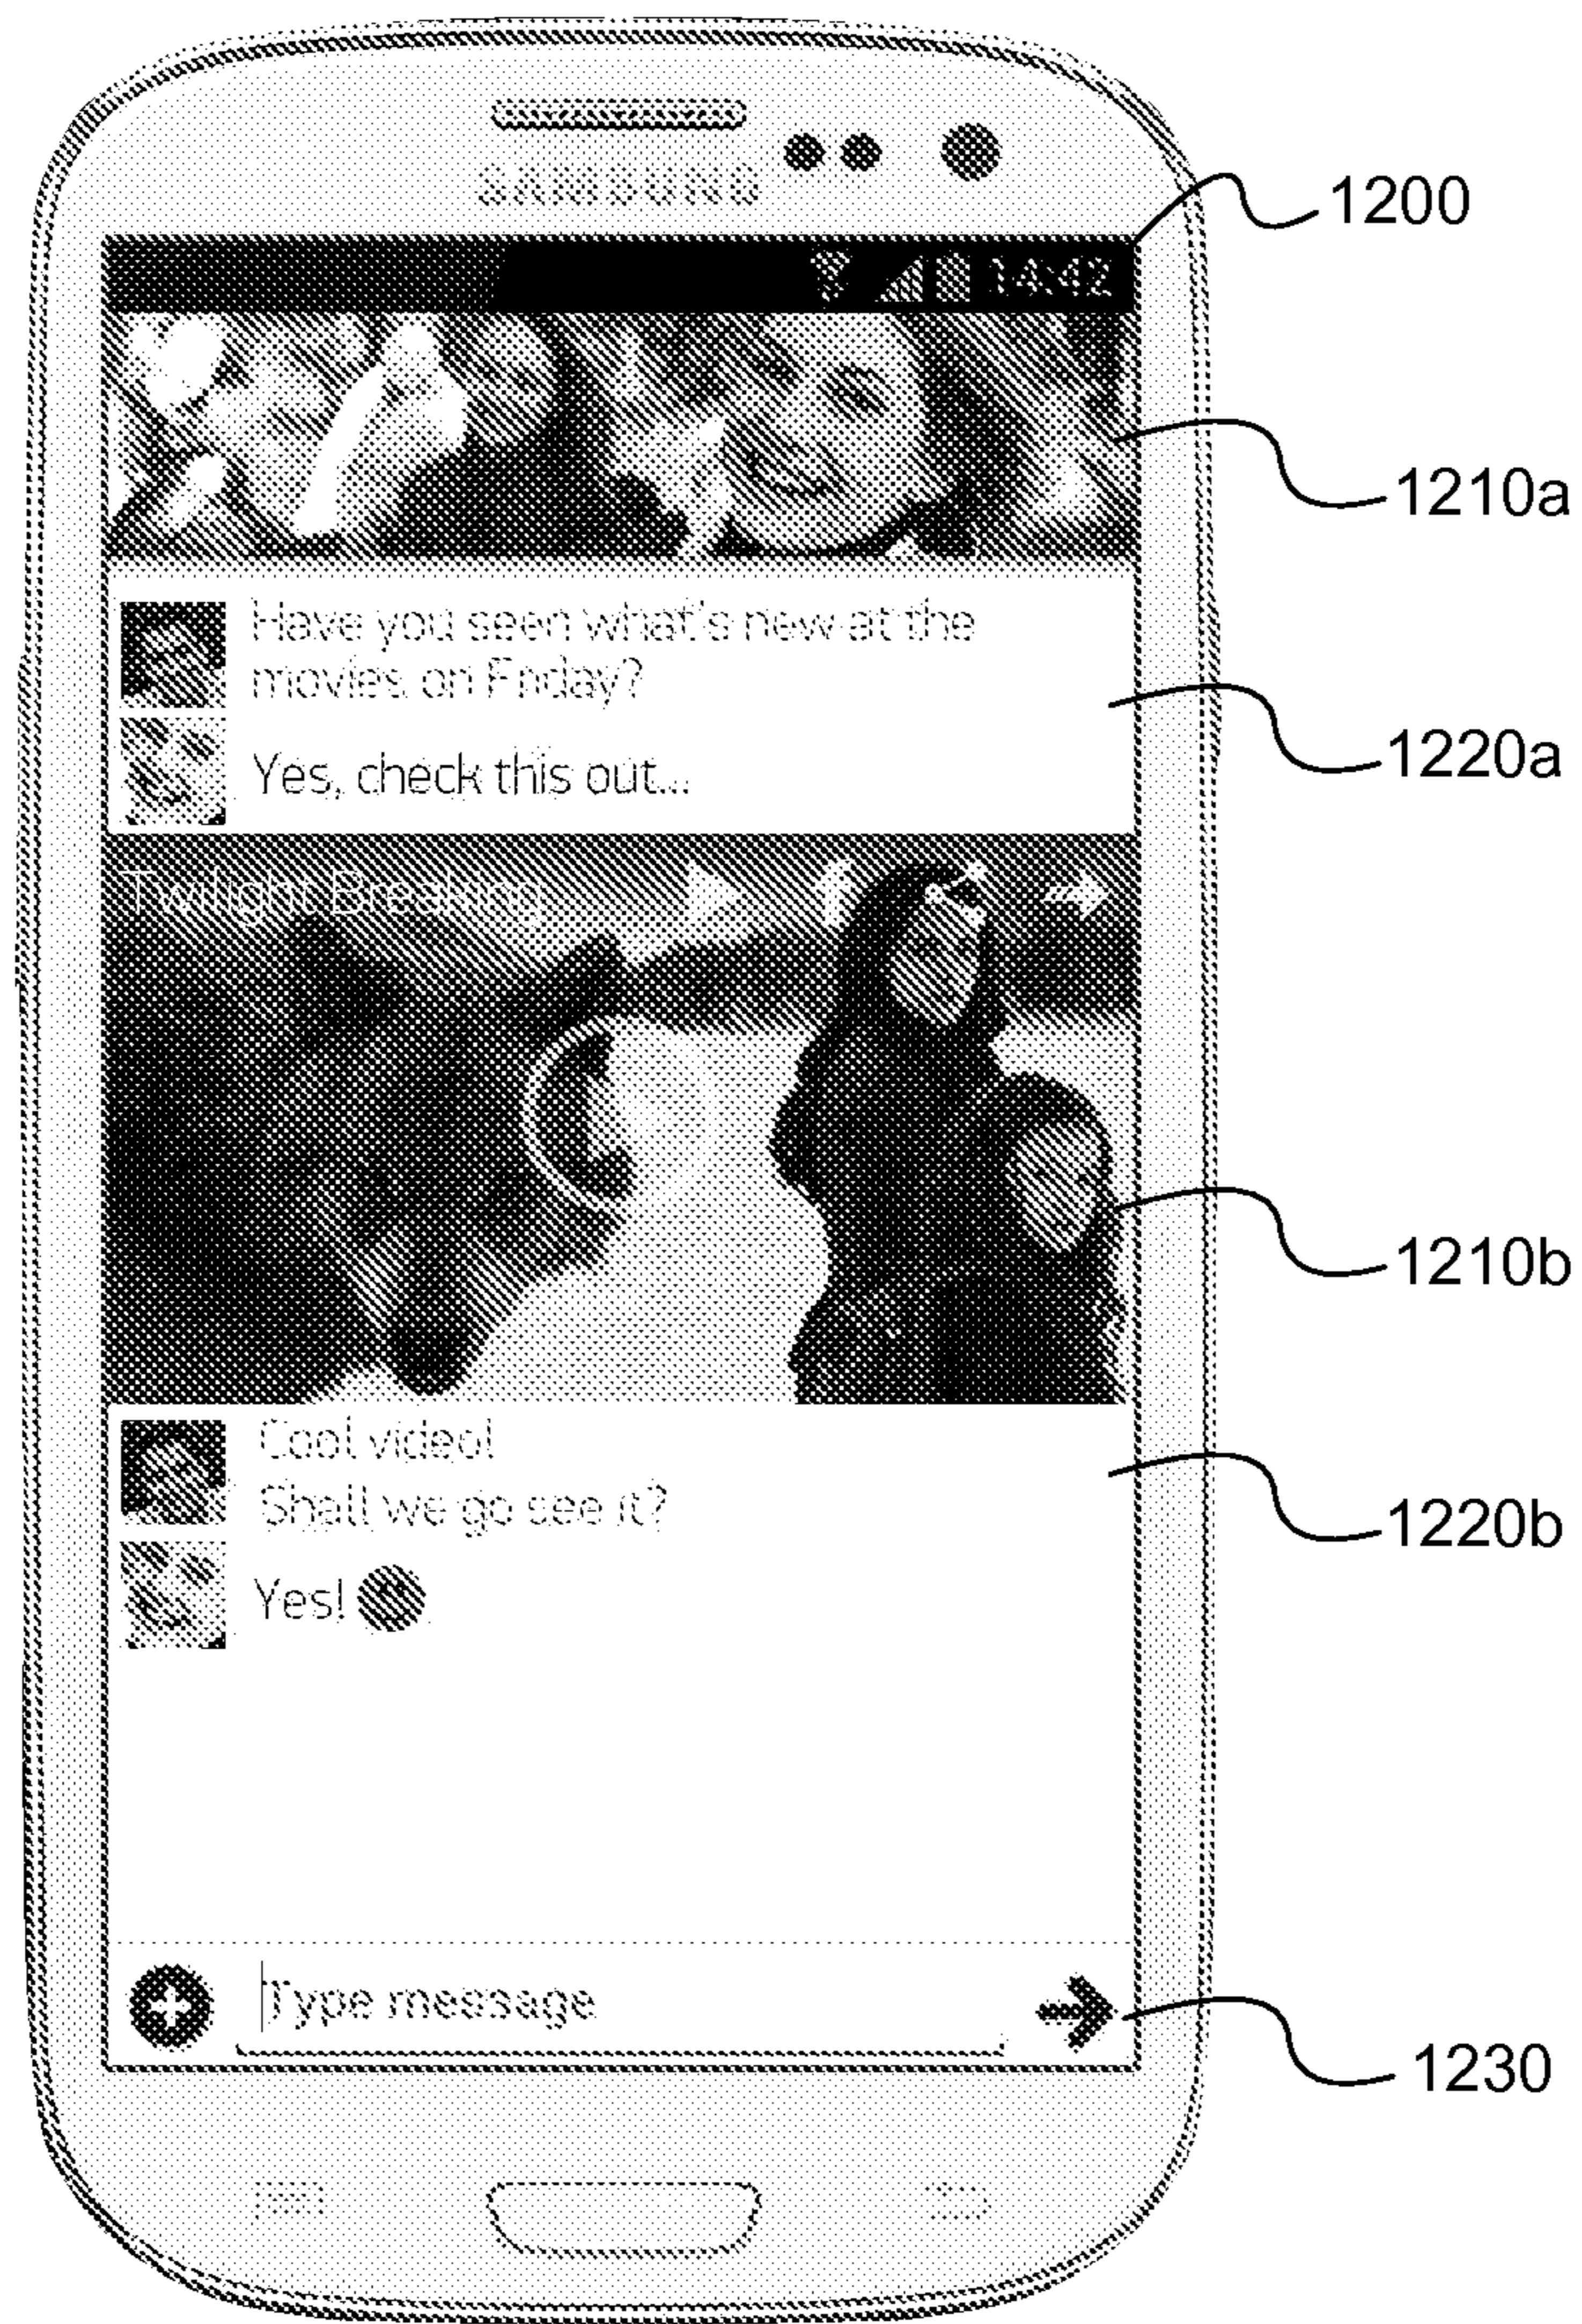 SAMSUNG
1200
14:42
1210a
Have you seen what's new at the
movies on Friday?
1220a
Yes, check this out...
Twilight Breaking
1210b
Cool video!
Shall we go see it?
1220b
Yes!
Type message
1230